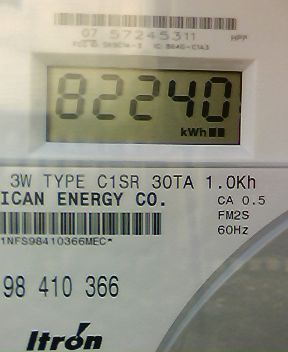 07 57245311
82240
kWh
3W TYPE C1SR 30TA 1.0Kh
ICAN ENERGY CO.
CA 0.5
FM2S
60Hz
1NFS98410366MEC*
98 410 366
Itron